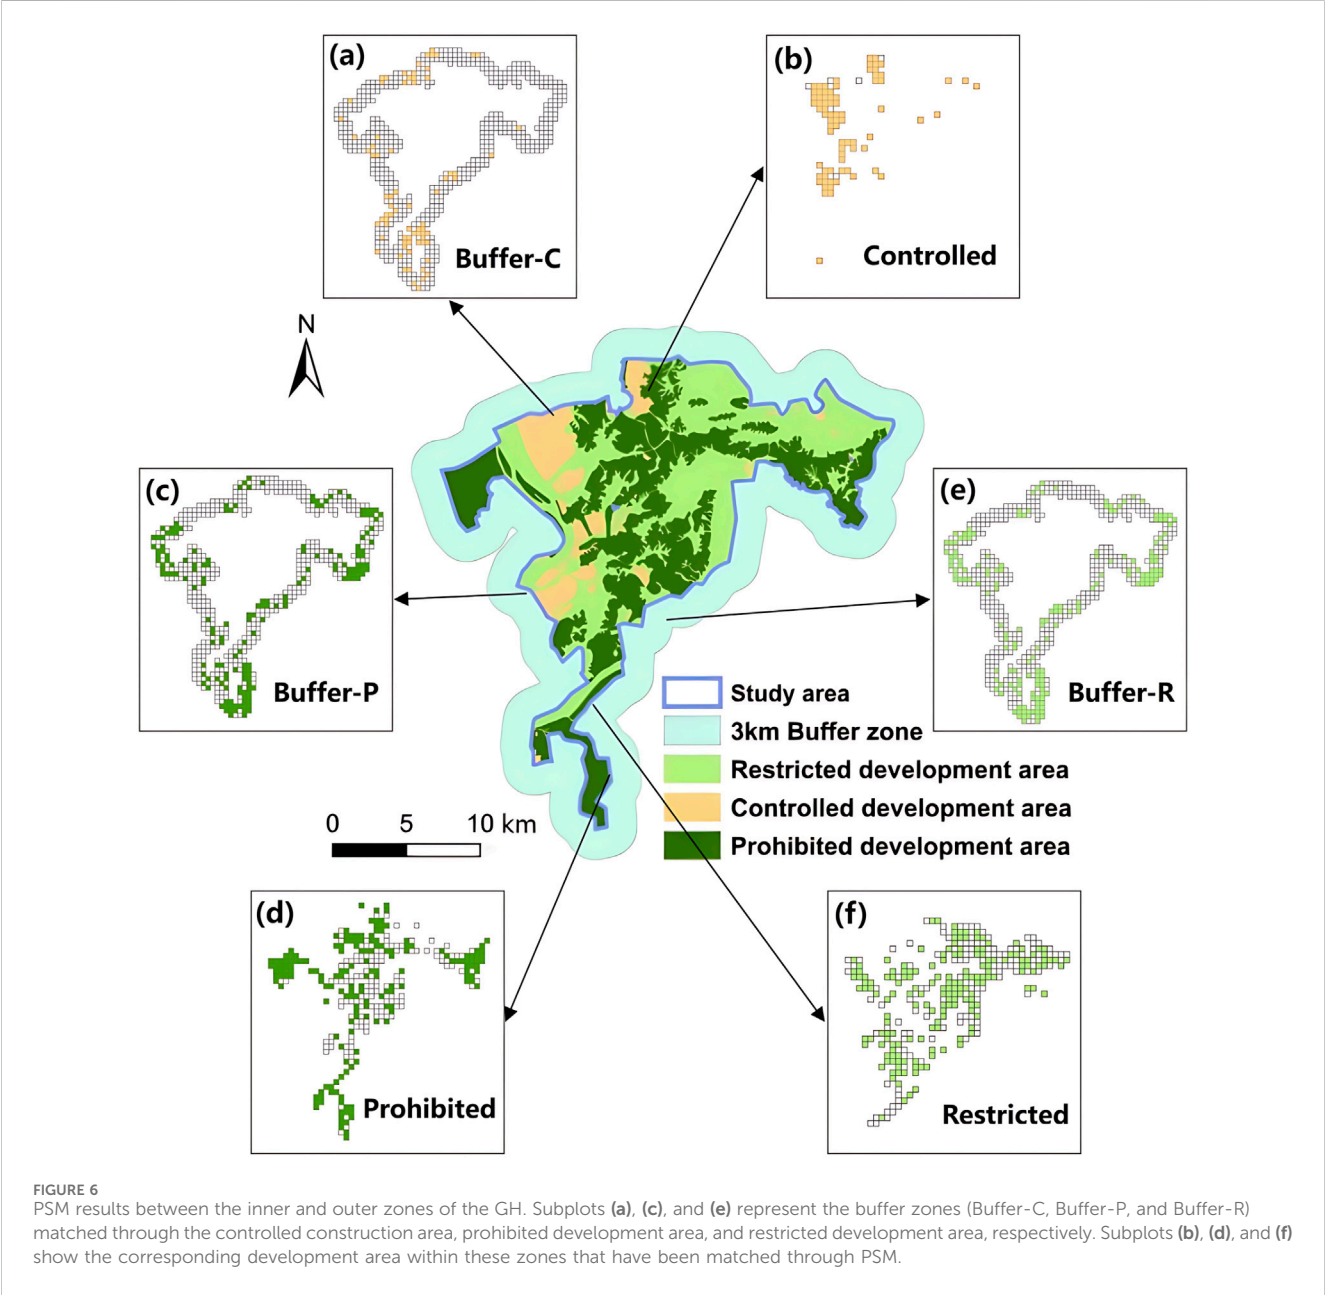 (a)
Buffer-C
(b)
Controlled
N
(c)
Buffer-P
(e)
Buffer-R
Study area
3km Buffer zone
Restricted development area
Controlled development area
Prohibited development area
0 5 10 km
(d)
Prohibited
(f)
Restricted
FIGURE 6
PSM results between the inner and outer zones of the GH. Subplots (a), (c), and (e) represent the buffer zones (Buffer-C, Buffer-P, and Buffer-R)
matched through the controlled construction area, prohibited development area, and restricted development area, respectively. Subplots (b), (d), and (f)
show the corresponding development area within these zones that have been matched through PSM.